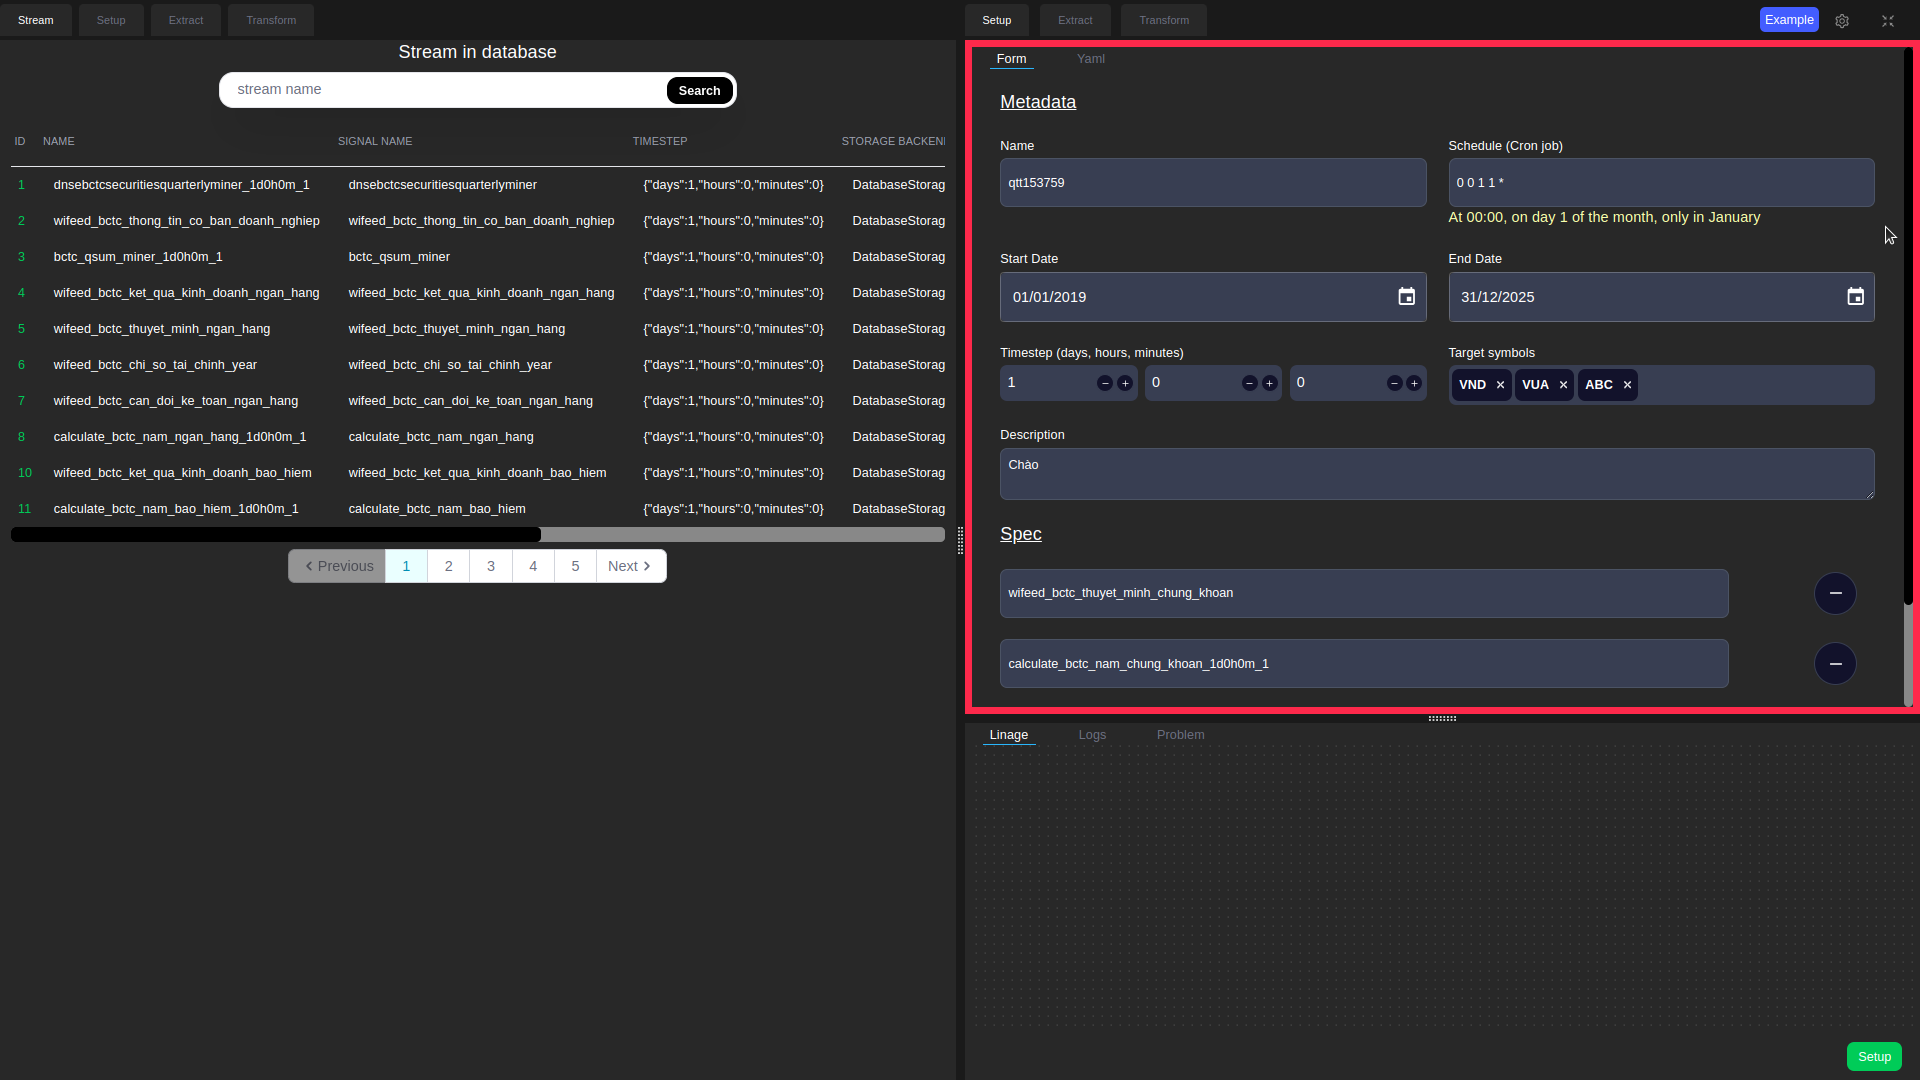 Stream Setup Extract Transform
Stream in database
stream name Search
ID NAME SIGNAL NAME TIMESTEP STORAGE BACKEN
1 dnsebctcsecuritiesquarterlyminer_1d0h0m_1 dnsebctcsecuritiesquarterlyminer {"days":1,"hours":0,"minutes":0} DatabaseStorag
2 wifeed_bctc_thong_tin_co_ban_doanh_nghiep wifeed_bctc_thong_tin_co_ban_doanh_nghiep {"days":1,"hours":0,"minutes":0} DatabaseStorag
3 bctc_qsum_miner_1d0h0m_1 bctc_qsum_miner {"days":1,"hours":0,"minutes":0} DatabaseStorag
4 wifeed_bctc_ket_qua_kinh_doanh_ngan_hang wifeed_bctc_ket_qua_kinh_doanh_ngan_hang {"days":1,"hours":0,"minutes":0} DatabaseStorag
5 wifeed_bctc_thuyet_minh_ngan_hang wifeed_bctc_thuyet_minh_ngan_hang {"days":1,"hours":0,"minutes":0} DatabaseStorag
6 wifeed_bctc_chi_so_tai_chinh_year wifeed_bctc_chi_so_tai_chinh_year {"days":1,"hours":0,"minutes":0} DatabaseStorag
7 wifeed_bctc_can_doi_ke_toan_ngan_hang wifeed_bctc_can_doi_ke_toan_ngan_hang {"days":1,"hours":0,"minutes":0} DatabaseStorag
8 calculate_bctc_nam_ngan_hang_1d0h0m_1 calculate_bctc_nam_ngan_hang {"days":1,"hours":0,"minutes":0} DatabaseStorag
10 wifeed_bctc_ket_qua_kinh_doanh_bao_hiem wifeed_bctc_ket_qua_kinh_doanh_bao_hiem {"days":1,"hours":0,"minutes":0} DatabaseStorag
11 calculate_bctc_nam_bao_hiem_1d0h0m_1 calculate_bctc_nam_bao_hiem {"days":1,"hours":0,"minutes":0} DatabaseStorag
Previous 1 2 3 4 5 Next
Setup Extract Transform Example
Form Yaml
Metadata
Name Schedule (Cron job)
qtt153759 0 0 1 1 *
At 00:00, on day 1 of the month, only in January
Start Date End Date
01/01/2019 31/12/2025
Timestep (days, hours, minutes) Target symbols
1 0 0 VND VUA ABC
Description
Chào
Spec
wifeed_bctc_thuyet_minh_chung_khoan
calculate_bctc_nam_chung_khoan_1d0h0m_1
Linage Logs Problem
Setup